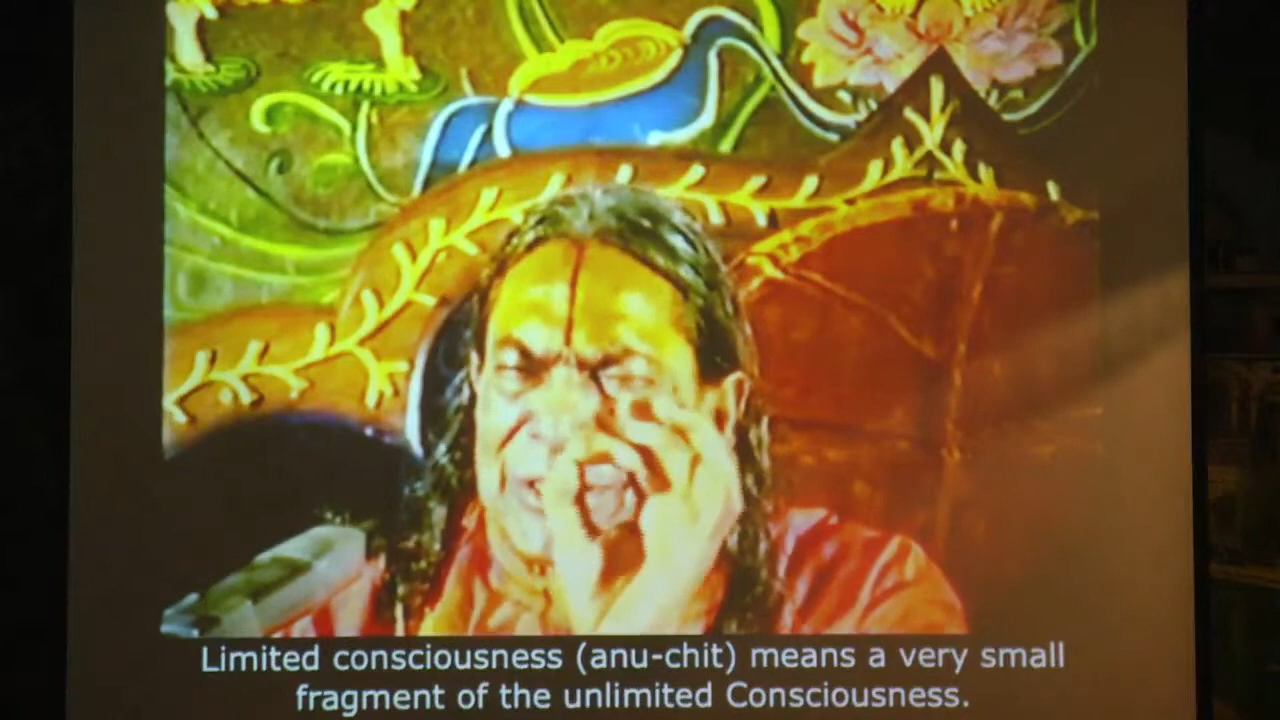 Limited consciousness (anu-chit) means a very small
fragment of the unlimited Consciousness.